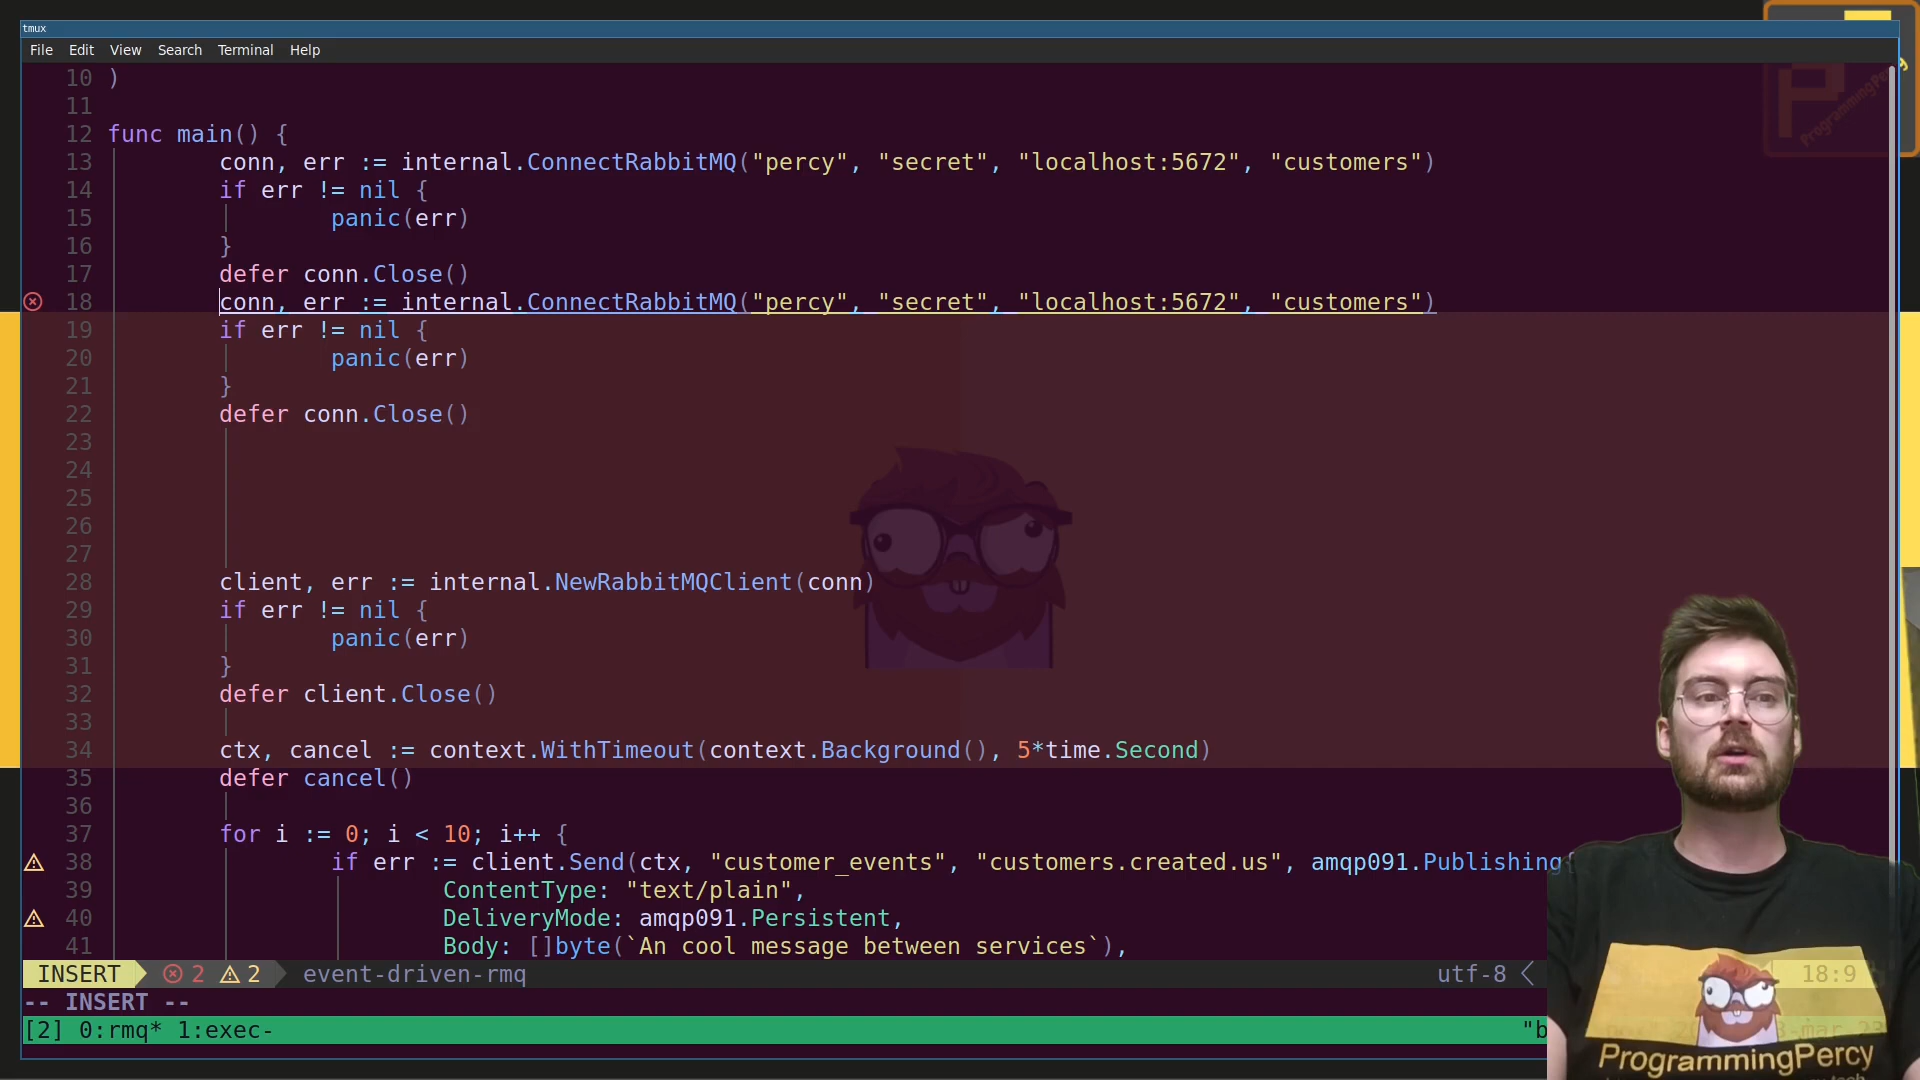 tmux
File Edit View Search Terminal Help
10 )
11
12 func main() {
13 conn, err := internal.ConnectRabbitMQ("percy", "secret", "localhost:5672", "customers")
14 if err != nil {
15 panic(err)
16 }
17 defer conn.Close()
18 conn, err := internal.ConnectRabbitMQ("percy", "secret", "localhost:5672", "customers")
19 if err != nil {
20 panic(err)
21 }
22 defer conn.Close()
23
24
25
26
27
28 client, err := internal.NewRabbitMQClient(conn)
29 if err != nil {
30 panic(err)
31 }
32 defer client.Close()
33
34 ctx, cancel := context.WithTimeout(context.Background(), 5*time.Second)
35 defer cancel()
36
37 for i := 0; i < 10; i++ {
38 if err := client.Send(ctx, "customer_events", "customers.created.us", amqp091.Publishing{
39 ContentType: "text/plain",
40 DeliveryMode: amqp091.Persistent,
41 Body: []byte(`An cool message between services`),
INSERT 2 2 event-driven-rmq utf-8 18:9
-- INSERT --
[2] 0:rmq* 1:exec- "b
ProgrammingPercy
ProgrammingPercy